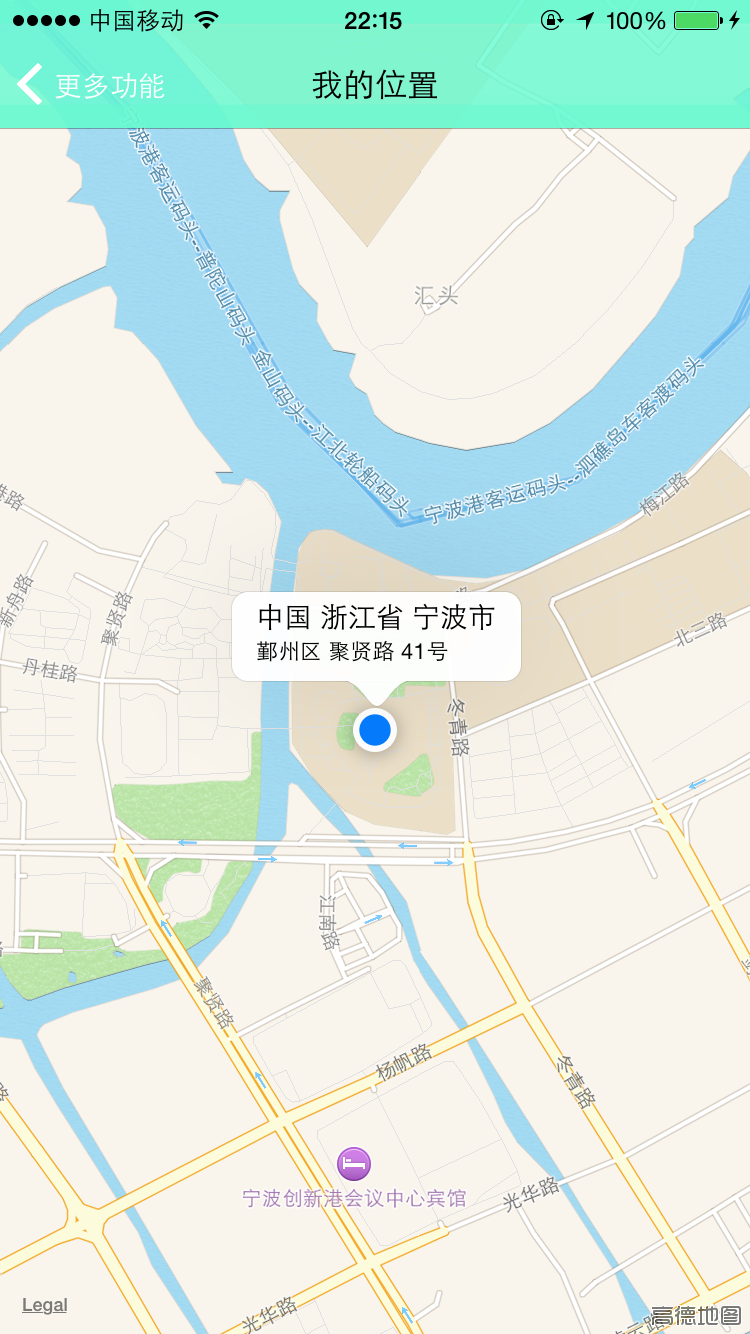 中国移动 22:15 100%
更多功能 我的位置
波港客运码头--普陀山码头
汇头
金山码头--江北轮船码头
宁波港客运码头--泗礁岛车客渡码头
梅江路
港路
新舟路
聚贤路
中国 浙江省 宁波市
鄞州区 聚贤路 41号
北三路
丹桂路
冬青路
江南路
聚贤路
杨帆路
冬青路
宁波创新港会议中心宾馆
光华路
光华路
Legal
高德地图